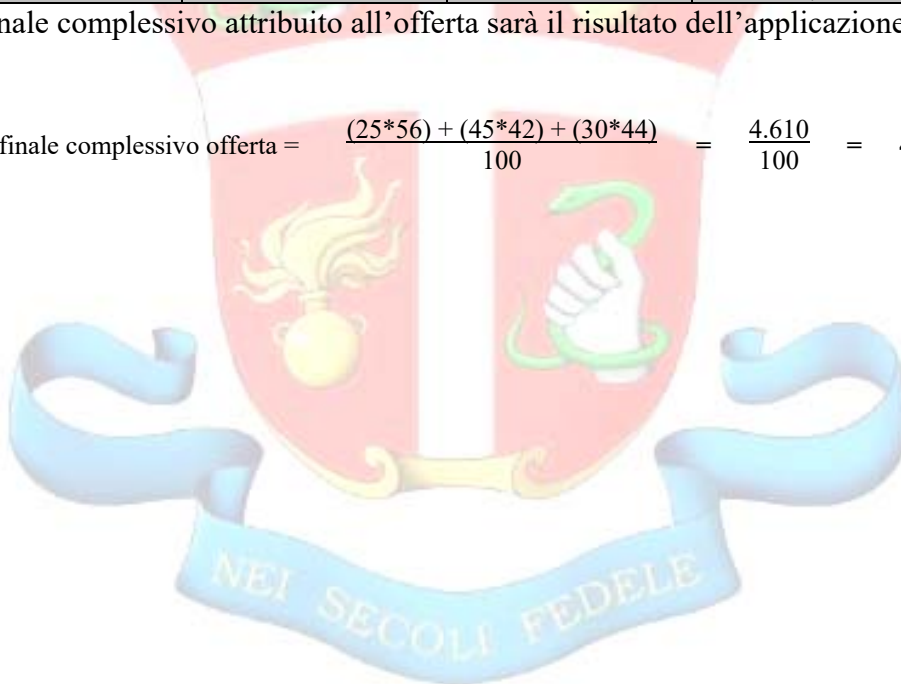 nale complessivo attribuito all’offerta sarà il risultato dell’applicazione
finale complessivo offerta = (25*56) + (45*42) + (30*44) = 4.610 =
100 100
NEI SECOLI FEDELE